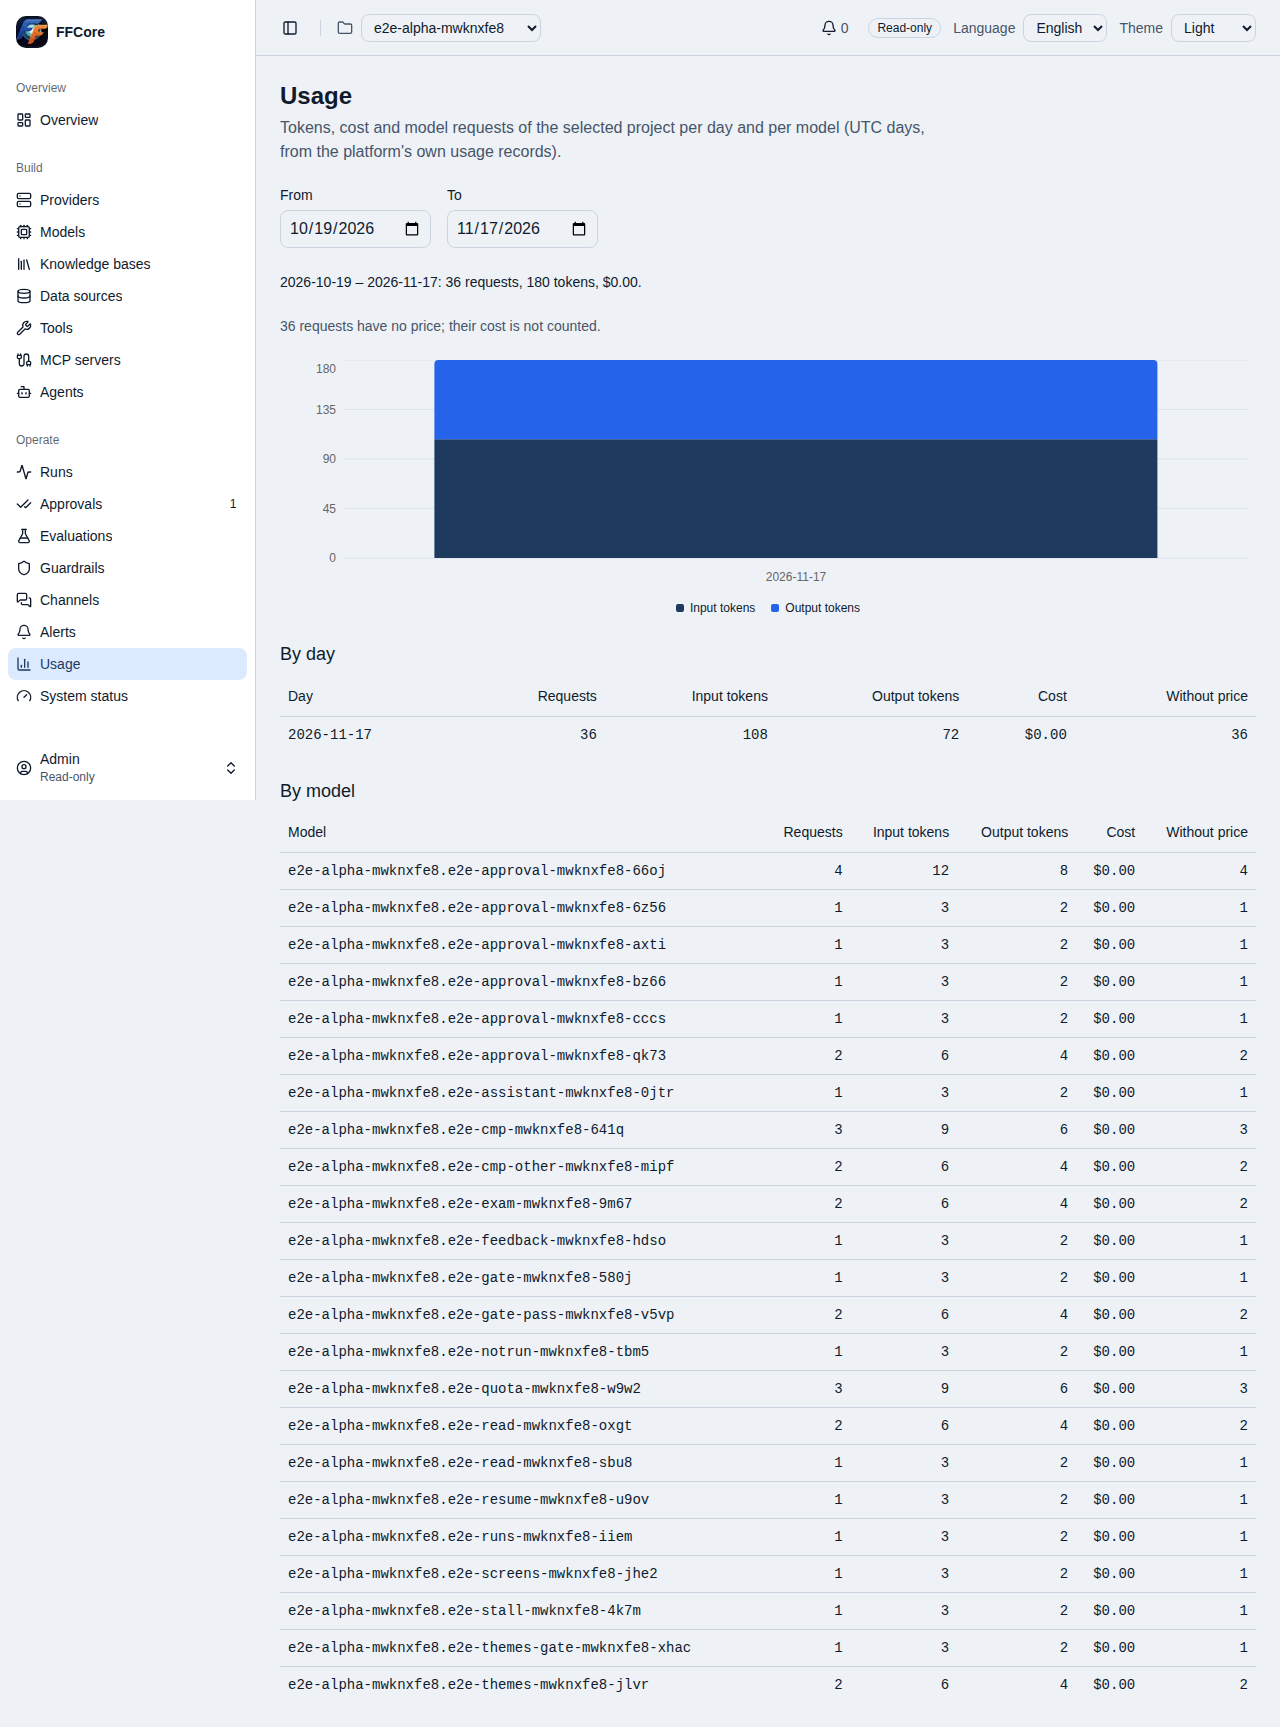 FFCore
Overview
Overview
Build
Providers
Models
Knowledge bases
Data sources
Tools
MCP servers
Agents
Operate
Runs
Approvals 1
Evaluations
Guardrails
Channels
Alerts
Usage
System status
Admin
Read-only
e2e-alpha-mwknxfe8 0 Read-only Language English Theme Light
Usage
Tokens, cost and model requests of the selected project per day and per model (UTC days,
from the platform's own usage records).
From To
10/19/2026 11/17/2026
2026-10-19 – 2026-11-17: 36 requests, 180 tokens, $0.00.
36 requests have no price; their cost is not counted.
180
135
90
45
0
2026-11-17
Input tokens Output tokens
By day
Day Requests Input tokens Output tokens Cost Without price
2026-11-17 36 108 72 $0.00 36
By model
Model Requests Input tokens Output tokens Cost Without price
e2e-alpha-mwknxfe8.e2e-approval-mwknxfe8-66oj 4 12 8 $0.00 4
e2e-alpha-mwknxfe8.e2e-approval-mwknxfe8-6z56 1 3 2 $0.00 1
e2e-alpha-mwknxfe8.e2e-approval-mwknxfe8-axti 1 3 2 $0.00 1
e2e-alpha-mwknxfe8.e2e-approval-mwknxfe8-bz66 1 3 2 $0.00 1
e2e-alpha-mwknxfe8.e2e-approval-mwknxfe8-cccs 1 3 2 $0.00 1
e2e-alpha-mwknxfe8.e2e-approval-mwknxfe8-qk73 2 6 4 $0.00 2
e2e-alpha-mwknxfe8.e2e-assistant-mwknxfe8-0jtr 1 3 2 $0.00 1
e2e-alpha-mwknxfe8.e2e-cmp-mwknxfe8-641q 3 9 6 $0.00 3
e2e-alpha-mwknxfe8.e2e-cmp-other-mwknxfe8-mipf 2 6 4 $0.00 2
e2e-alpha-mwknxfe8.e2e-exam-mwknxfe8-9m67 2 6 4 $0.00 2
e2e-alpha-mwknxfe8.e2e-feedback-mwknxfe8-hdso 1 3 2 $0.00 1
e2e-alpha-mwknxfe8.e2e-gate-mwknxfe8-580j 1 3 2 $0.00 1
e2e-alpha-mwknxfe8.e2e-gate-pass-mwknxfe8-v5vp 2 6 4 $0.00 2
e2e-alpha-mwknxfe8.e2e-notrun-mwknxfe8-tbm5 1 3 2 $0.00 1
e2e-alpha-mwknxfe8.e2e-quota-mwknxfe8-w9w2 3 9 6 $0.00 3
e2e-alpha-mwknxfe8.e2e-read-mwknxfe8-oxgt 2 6 4 $0.00 2
e2e-alpha-mwknxfe8.e2e-read-mwknxfe8-sbu8 1 3 2 $0.00 1
e2e-alpha-mwknxfe8.e2e-resume-mwknxfe8-u9ov 1 3 2 $0.00 1
e2e-alpha-mwknxfe8.e2e-runs-mwknxfe8-iiem 1 3 2 $0.00 1
e2e-alpha-mwknxfe8.e2e-screens-mwknxfe8-jhe2 1 3 2 $0.00 1
e2e-alpha-mwknxfe8.e2e-stall-mwknxfe8-4k7m 1 3 2 $0.00 1
e2e-alpha-mwknxfe8.e2e-themes-gate-mwknxfe8-xhac 1 3 2 $0.00 1
e2e-alpha-mwknxfe8.e2e-themes-mwknxfe8-jlvr 2 6 4 $0.00 2